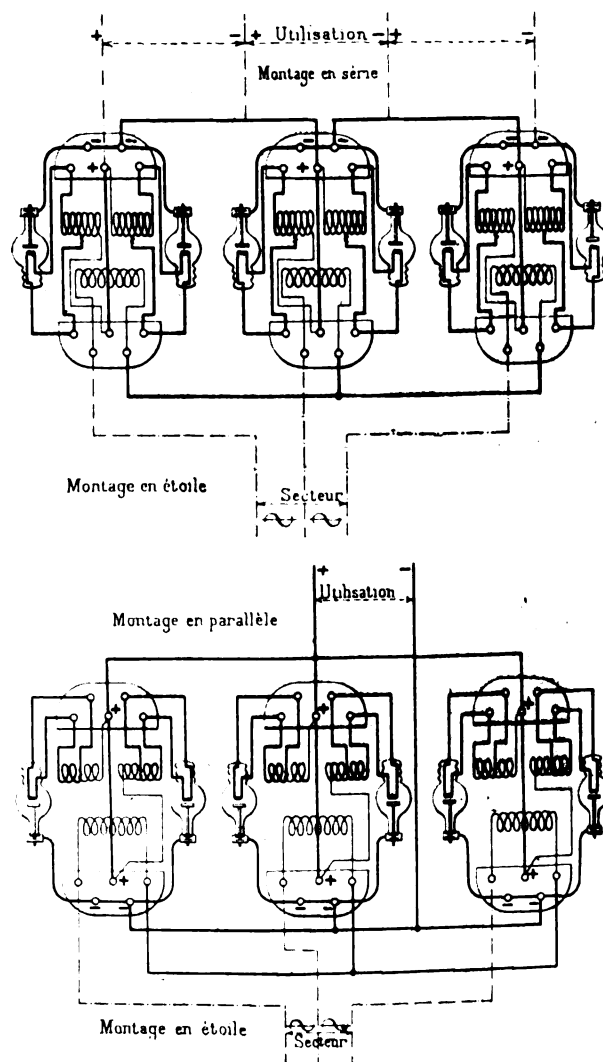 + − + Utilisation − + −
Montage en série
− − − − − −
+ + +
Montage en étoile
Secteur
+ −
Utilisation
Montage en parallèle
+ + +
+ + +
− − − − − −
Montage en étoile
Secteur